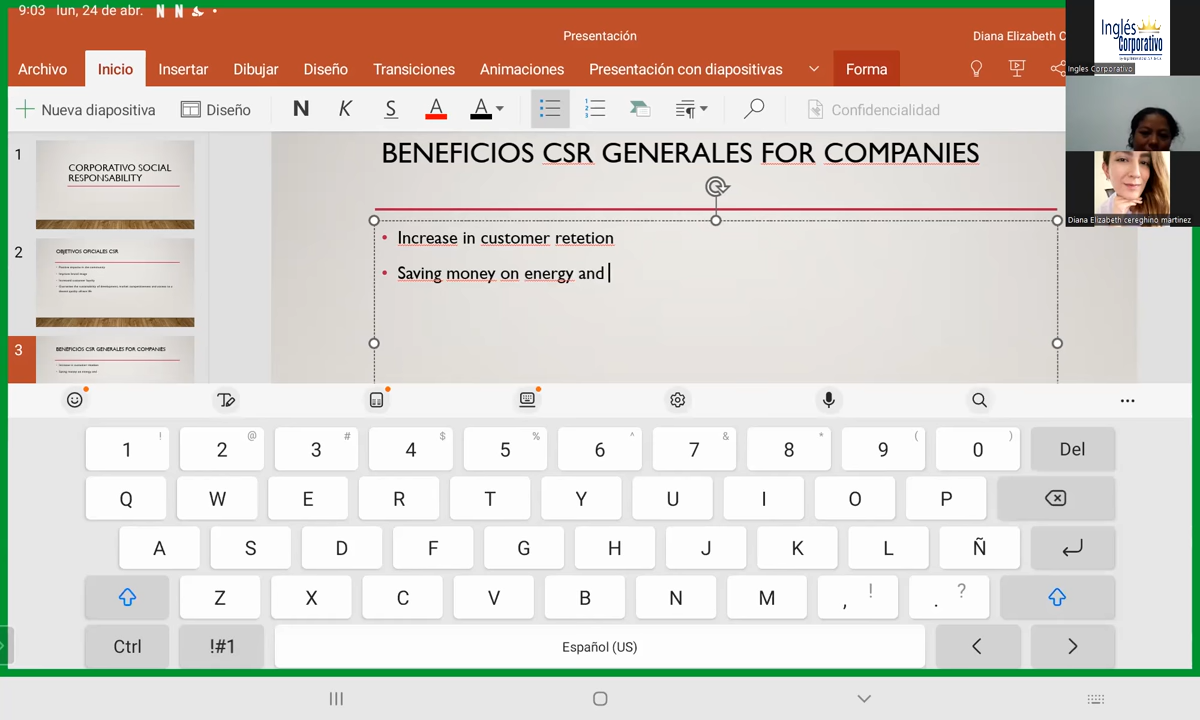 9:03 lun, 24 de abr.
Presentación
Diana Elizabeth C
Archivo Inicio Insertar Dibujar Diseño Transiciones Animaciones Presentación con diapositivas Forma
Nueva diapositiva Diseño N K S A A Confidencialidad
Inglés
Corporativo
Ingles Corporativo
Diana Elizabeth cereghino martinez
1
CORPORATIVO SOCIAL
RESPONSABILITY
2
OBJETIVOS OFICIALES CSR
3
BENEFICIOS CSR GENERALES FOR COMPANIES
BENEFICIOS CSR GENERALES FOR COMPANIES
• Increase in customer retetion
• Saving money on energy and
1 ! 2 @ 3 # 4 $ 5 % 6 ^ 7 & 8 * 9 ( 0 ) Del
Q W E R T Y U I O P
A S D F G H J K L Ñ
Z X C V B N M , ! . ?
Ctrl !#1 Español (US) < >